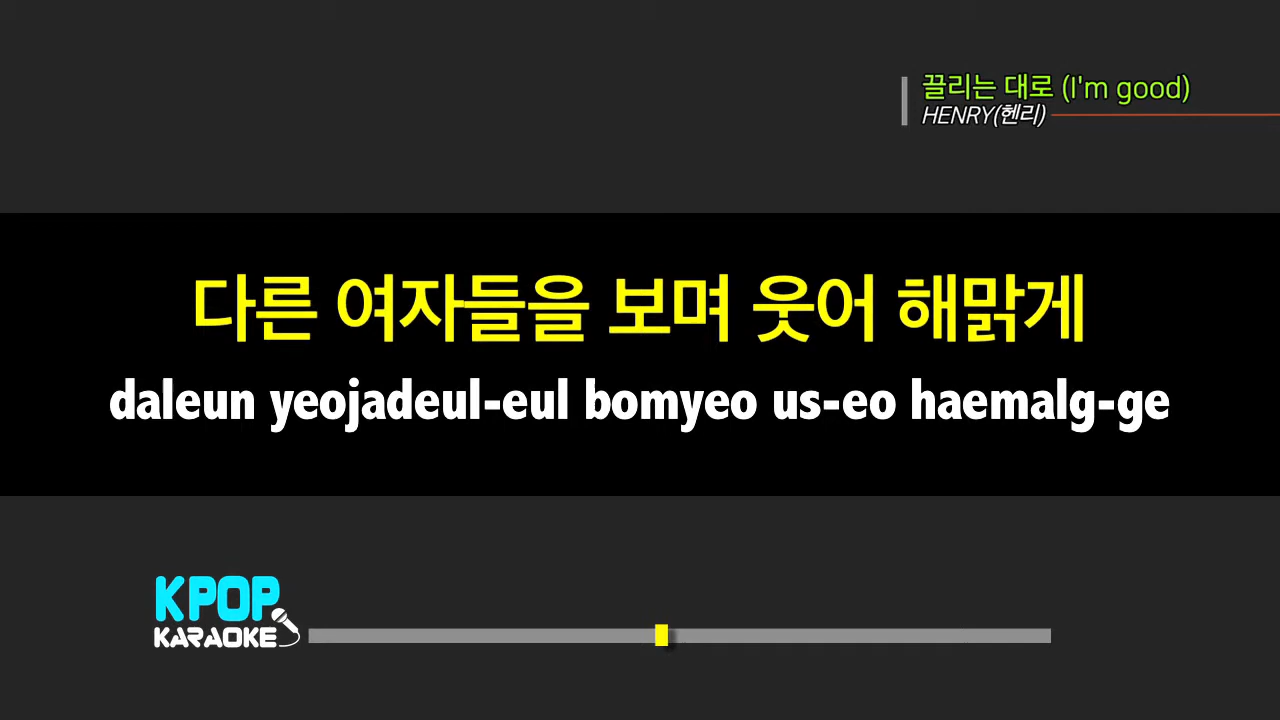 끌리는 대로 (I'm good)
HENRY(헨리)
다른 여자들을 보며 웃어 해맑게
daleun yeojadeul-eul bomyeo us-eo haemalg-ge
KPOP
KARAOKE